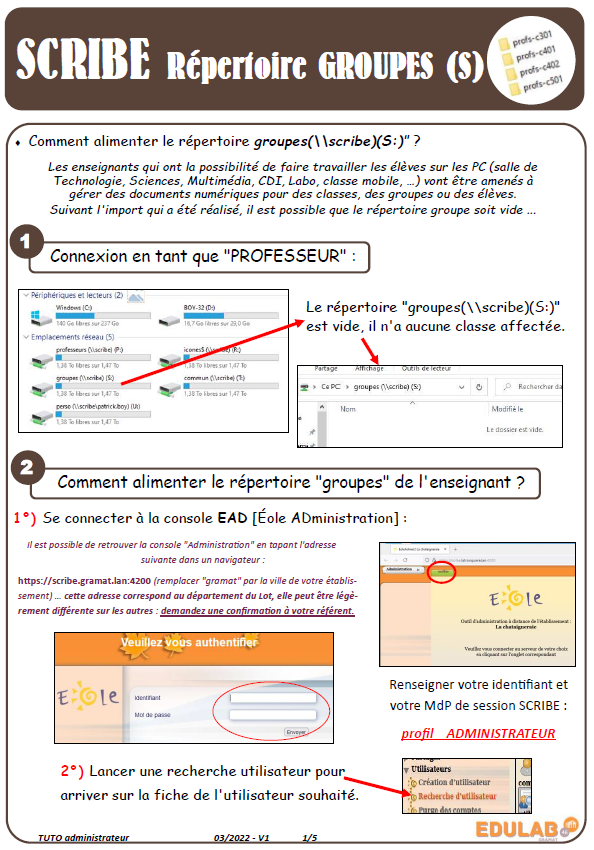 SCRIBE Répertoire GROUPES (S)
profs-c301
profs-c401
profs-c402
profs-c501
♦ Comment alimenter le répertoire groupes(\\scribe)(S:)" ?
Les enseignants qui ont la possibilité de faire travailler les élèves sur les PC (salle de
Technologie, Sciences, Multimédia, CDI, Labo, classe mobile, ...) vont être amenés à
gérer des documents numériques pour des classes, des groupes ou des élèves.
Suivant l'import qui a été réalisé, il est possible que le répertoire groupe soit vide ...
1
Connexion en tant que "PROFESSEUR" :
Périphériques et lecteurs (2)
Windows (C:)
180 Go libres sur 237 Go
BOV-32 (D:)
16,7 Go libres sur 29,0 Go
Emplacements réseau (5)
professeurs (\\scribe) (P:)
1,38 To libres sur 1,47 To
icones$ (\\scribe) (R:)
1,38 To libres sur 1,47 To
groupes (\\scribe) (S:)
1,38 To libres sur 1,47 To
commun (\\scribe) (T:)
1,38 To libres sur 1,47 To
perso (\\scribe\patrick.boy) (U:)
1,38 To libres sur 1,47 To
Le répertoire "groupes(\\scribe)(S:)"
est vide, il n'a aucune classe affectée.
Partage Affichage Outils de lecteur
> Ce PC > groupes (\\scribe) (S:)
Rechercher da
Nom
Modifié le
Le dossier est vide.
2
Comment alimenter le répertoire "groupes" de l'enseignant ?
1°) Se connecter à la console EAD [Éole ADministration] :
Il est possible de retrouver la console "Administration" en tapant l'adresse
suivante dans un navigateur :
https://scribe.gramat.lan:4200 (remplacer "gramat" par la ville de votre établis-
sement) ... cette adresse correspond au département du Lot, elle peut être légè-
rement différente sur les autres : demandez une confirmation à votre référent.
Administration
EOLe
Outil d'administration à distance de l'établissement :
La chataigneraie
Veuillez vous connecter au serveur de votre choix
en cliquant sur l'onglet correspondant
Veuillez vous authentifier
EOLe
Identifiant
Mot de passe
Envoyer
Renseigner votre identifiant et
votre MdP de session SCRIBE :
profil ADMINISTRATEUR
2°) Lancer une recherche utilisateur pour
arriver sur la fiche de l'utilisateur souhaité.
Utilisateurs
Création d'utilisateur
Recherche d'utilisateur
Purge des comptes
EDULAB
GRAMAT
TUTO administrateur 03/2022 - V1 1/5